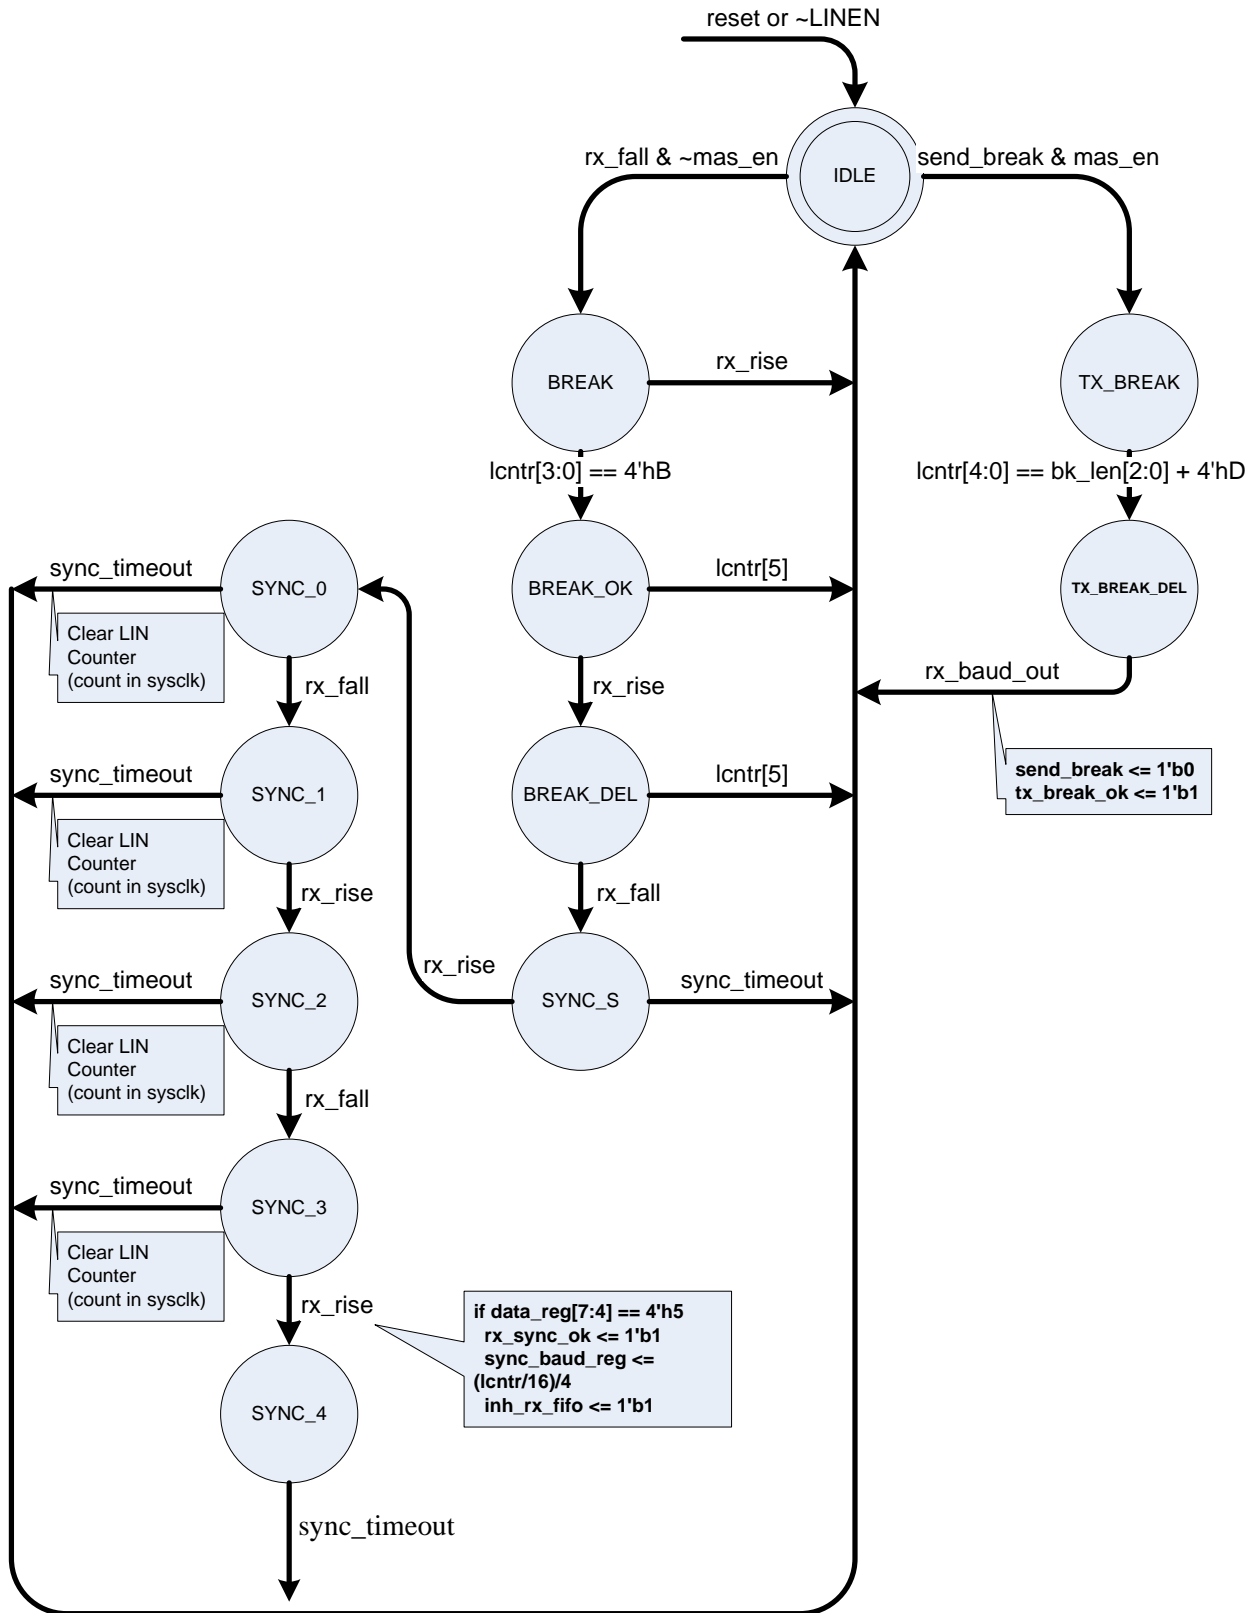 reset or ~LINEN
rx_fall & ~mas_en
IDLE
send_break & mas_en
BREAK
rx_rise
TX_BREAK
lcntr[3:0] == 4'hB
lcntr[4:0] == bk_len[2:0] + 4'hD
sync_timeout
SYNC_0
BREAK_OK
lcntr[5]
TX_BREAK_DEL
Clear LIN
Counter
(count in sysclk)
rx_fall
rx_rise
rx_baud_out
sync_timeout
SYNC_1
BREAK_DEL
lcntr[5]
send_break <= 1'b0
tx_break_ok <= 1'b1
Clear LIN
Counter
(count in sysclk)
rx_rise
rx_fall
sync_timeout
SYNC_2
rx_rise
SYNC_S
sync_timeout
Clear LIN
Counter
(count in sysclk)
rx_fall
sync_timeout
SYNC_3
Clear LIN
Counter
(count in sysclk)
rx_rise
if data_reg[7:4] == 4'h5
rx_sync_ok <= 1'b1
sync_baud_reg <=
(lcntr/16)/4
inh_rx_fifo <= 1'b1
SYNC_4
sync_timeout